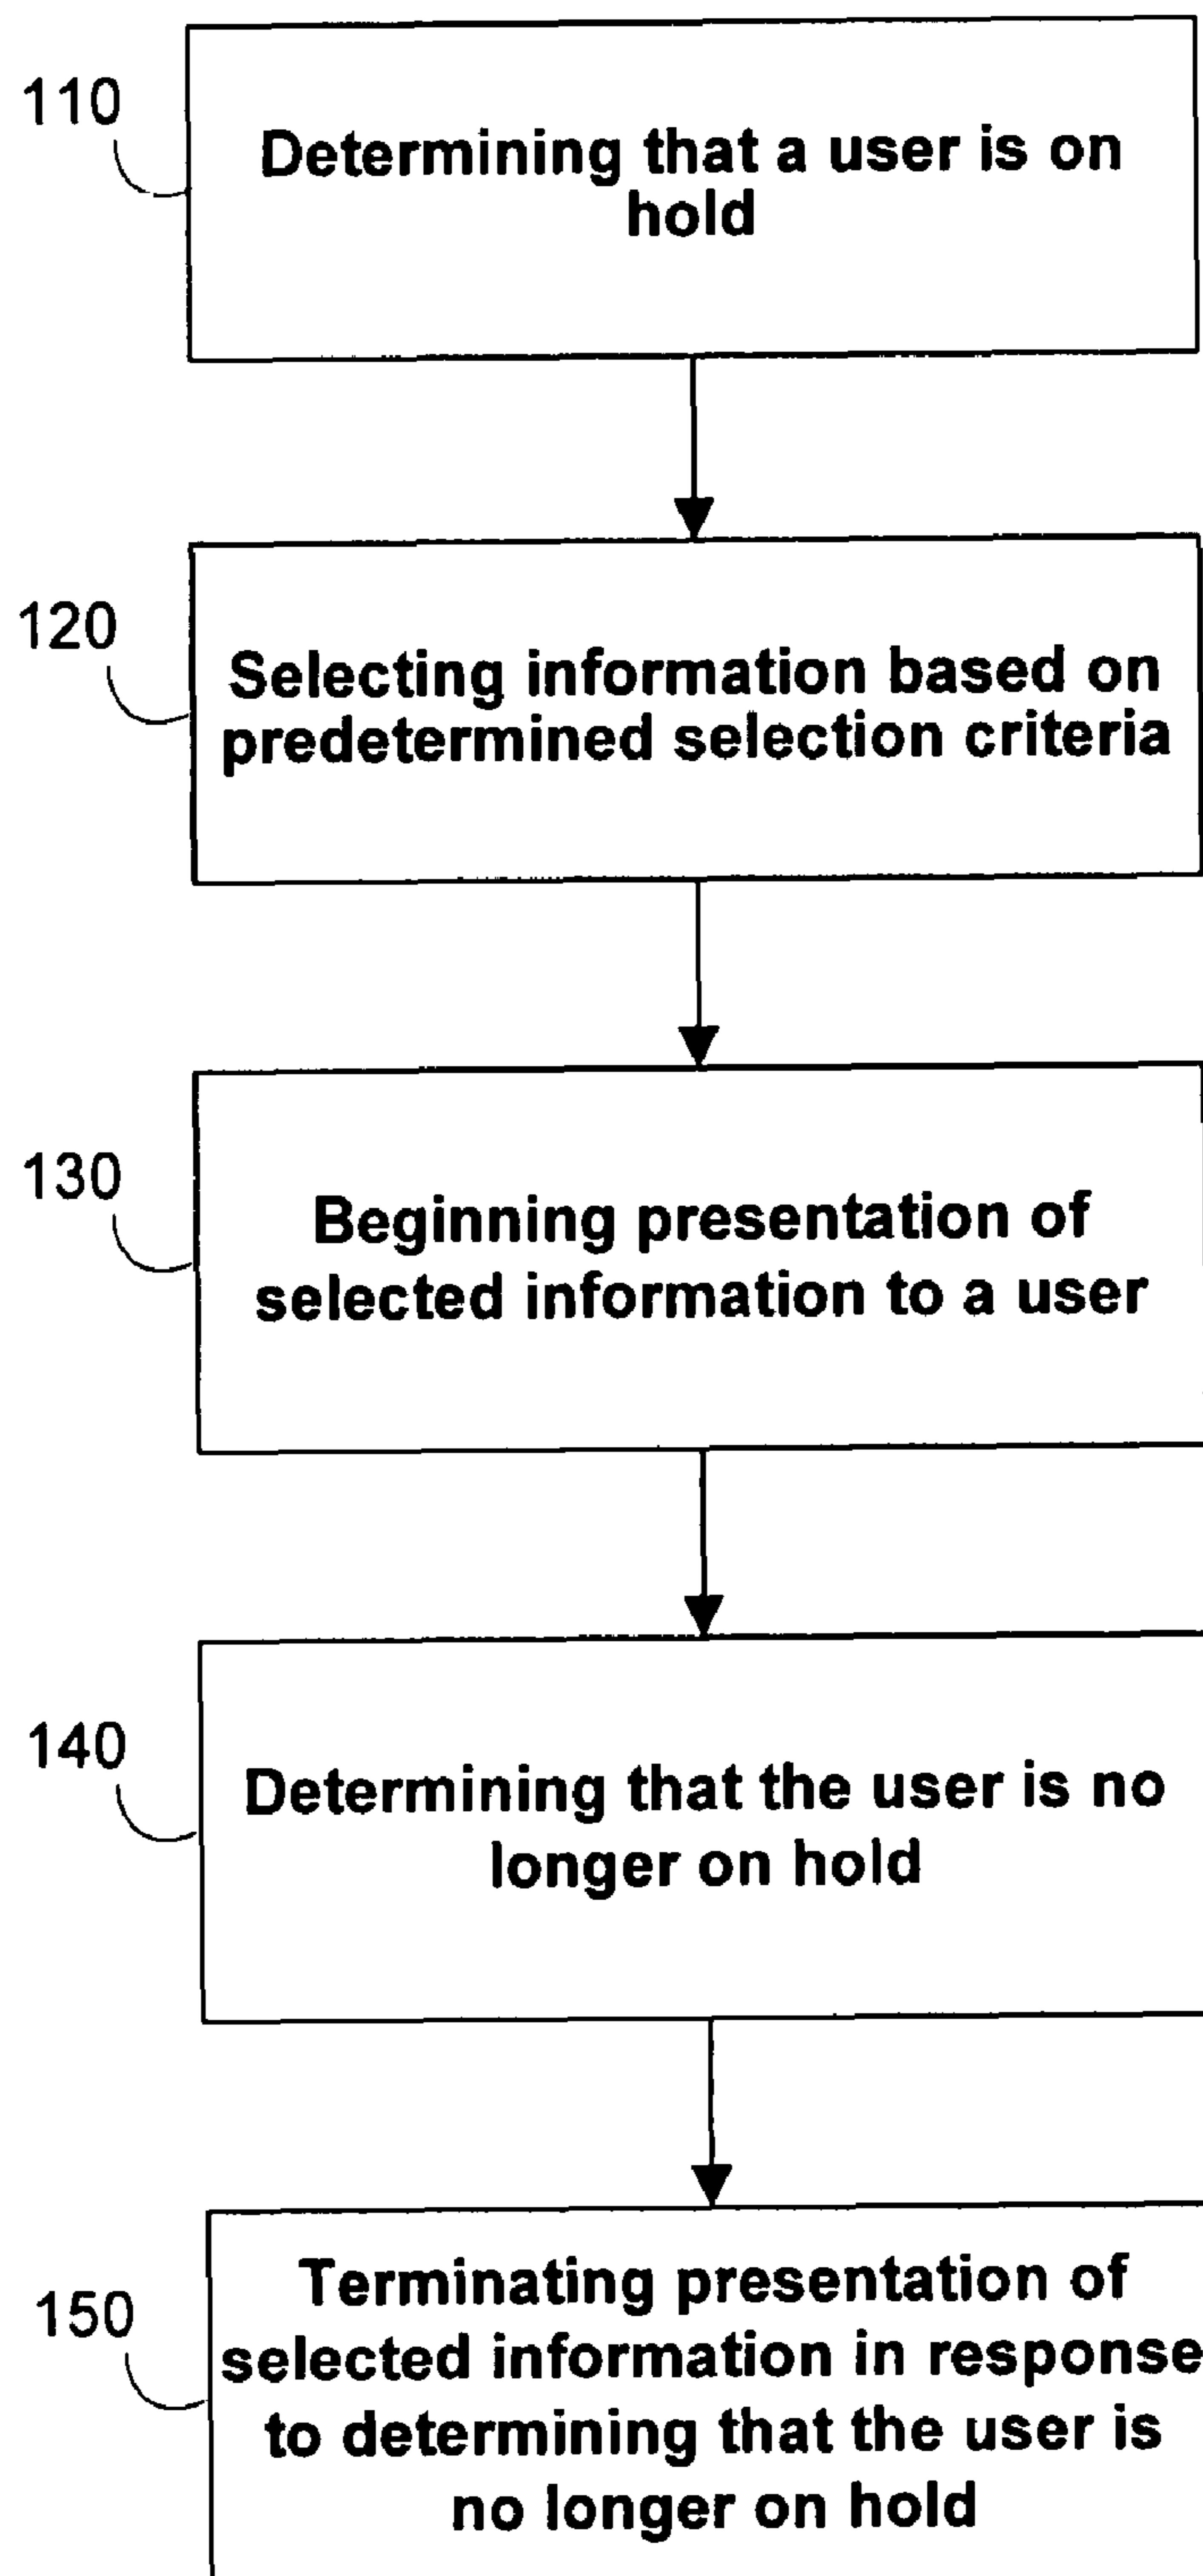 110
Determining that a user is on
hold
120
Selecting information based on
predetermined selection criteria
130
Beginning presentation of
selected information to a user
140
Determining that the user is no
longer on hold
150
Terminating presentation of
selected information in response
to determining that the user is
no longer on hold